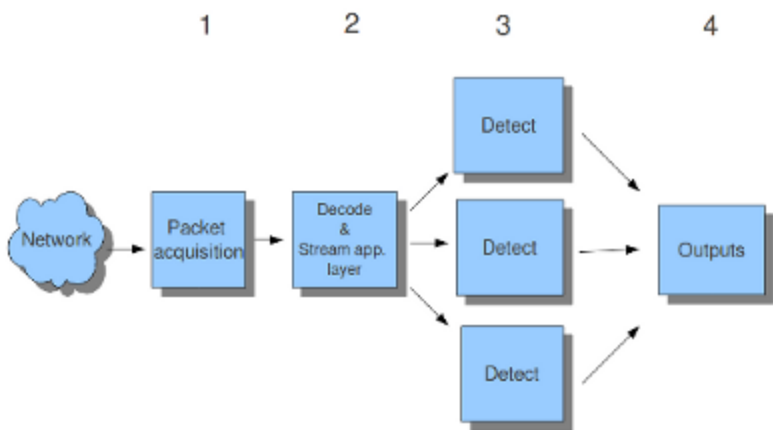 1
2
3
4
Network
Packet
acquisition
Decode
&
Stream app.
layer
Detect
Detect
Detect
Outputs